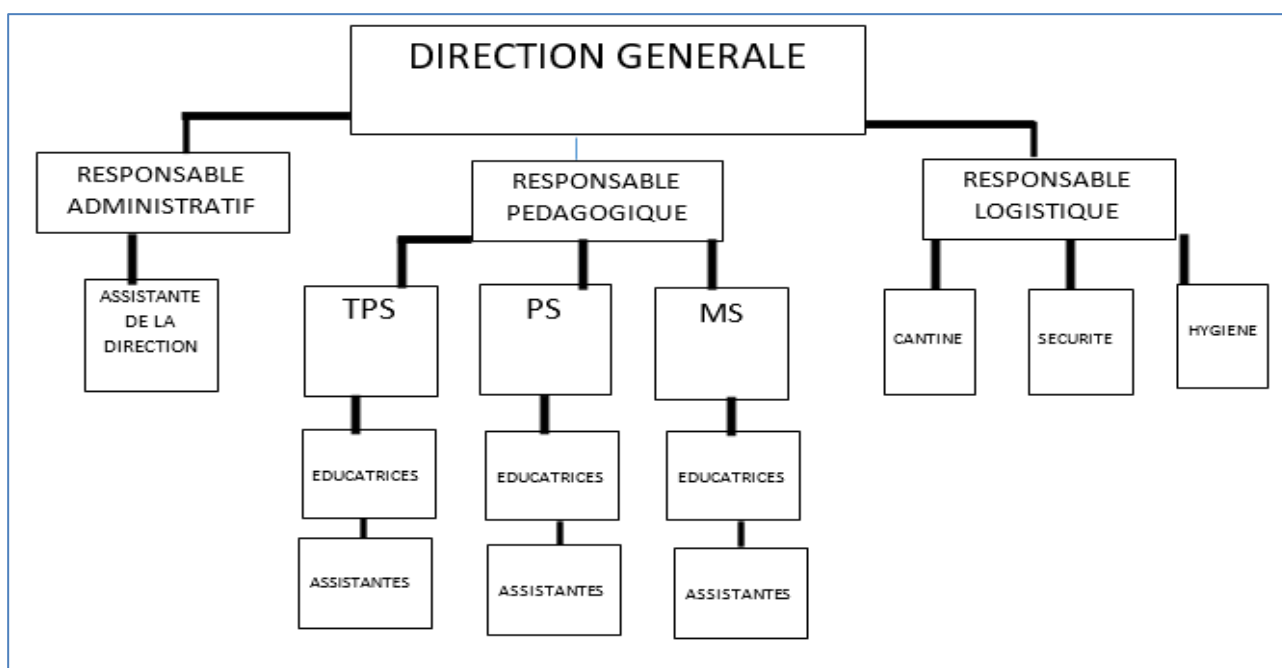 DIRECTION GENERALE
RESPONSABLE
ADMINISTRATIF
RESPONSABLE
PEDAGOGIQUE
RESPONSABLE
LOGISTIQUE
ASSISTANTE
DE LA
DIRECTION
TPS
PS
MS
CANTINE
SECURITE
HYGIENE
EDUCATRICES
EDUCATRICES
EDUCATRICES
ASSISTANTES
ASSISTANTES
ASSISTANTES